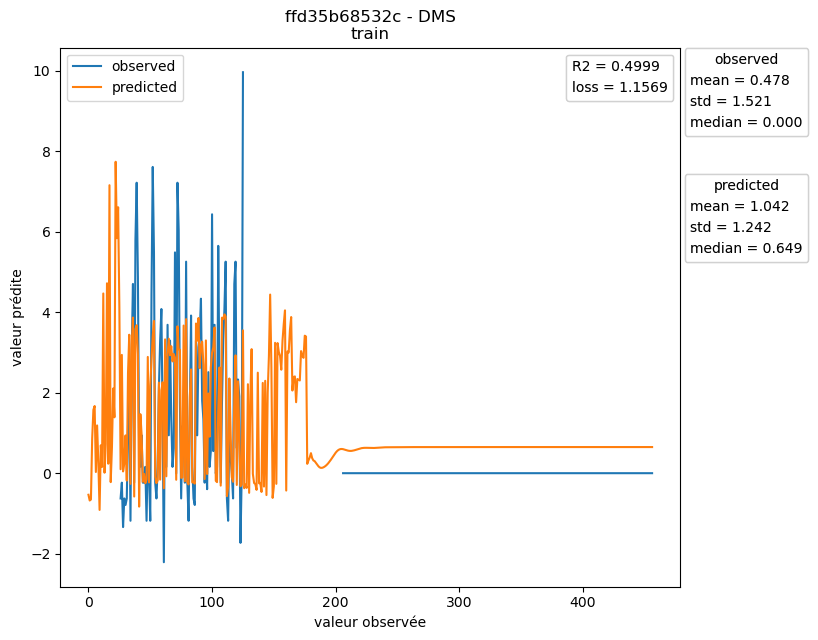 ffd35b68532c - DMS
train
observed
predicted
R2 = 0.4999
loss = 1.1569
observed
mean = 0.478
std = 1.521
median = 0.000
predicted
mean = 1.042
std = 1.242
median = 0.649
10
8
6
4
2
0
−2
valeur prédite
0
100
200
300
400
valeur observée